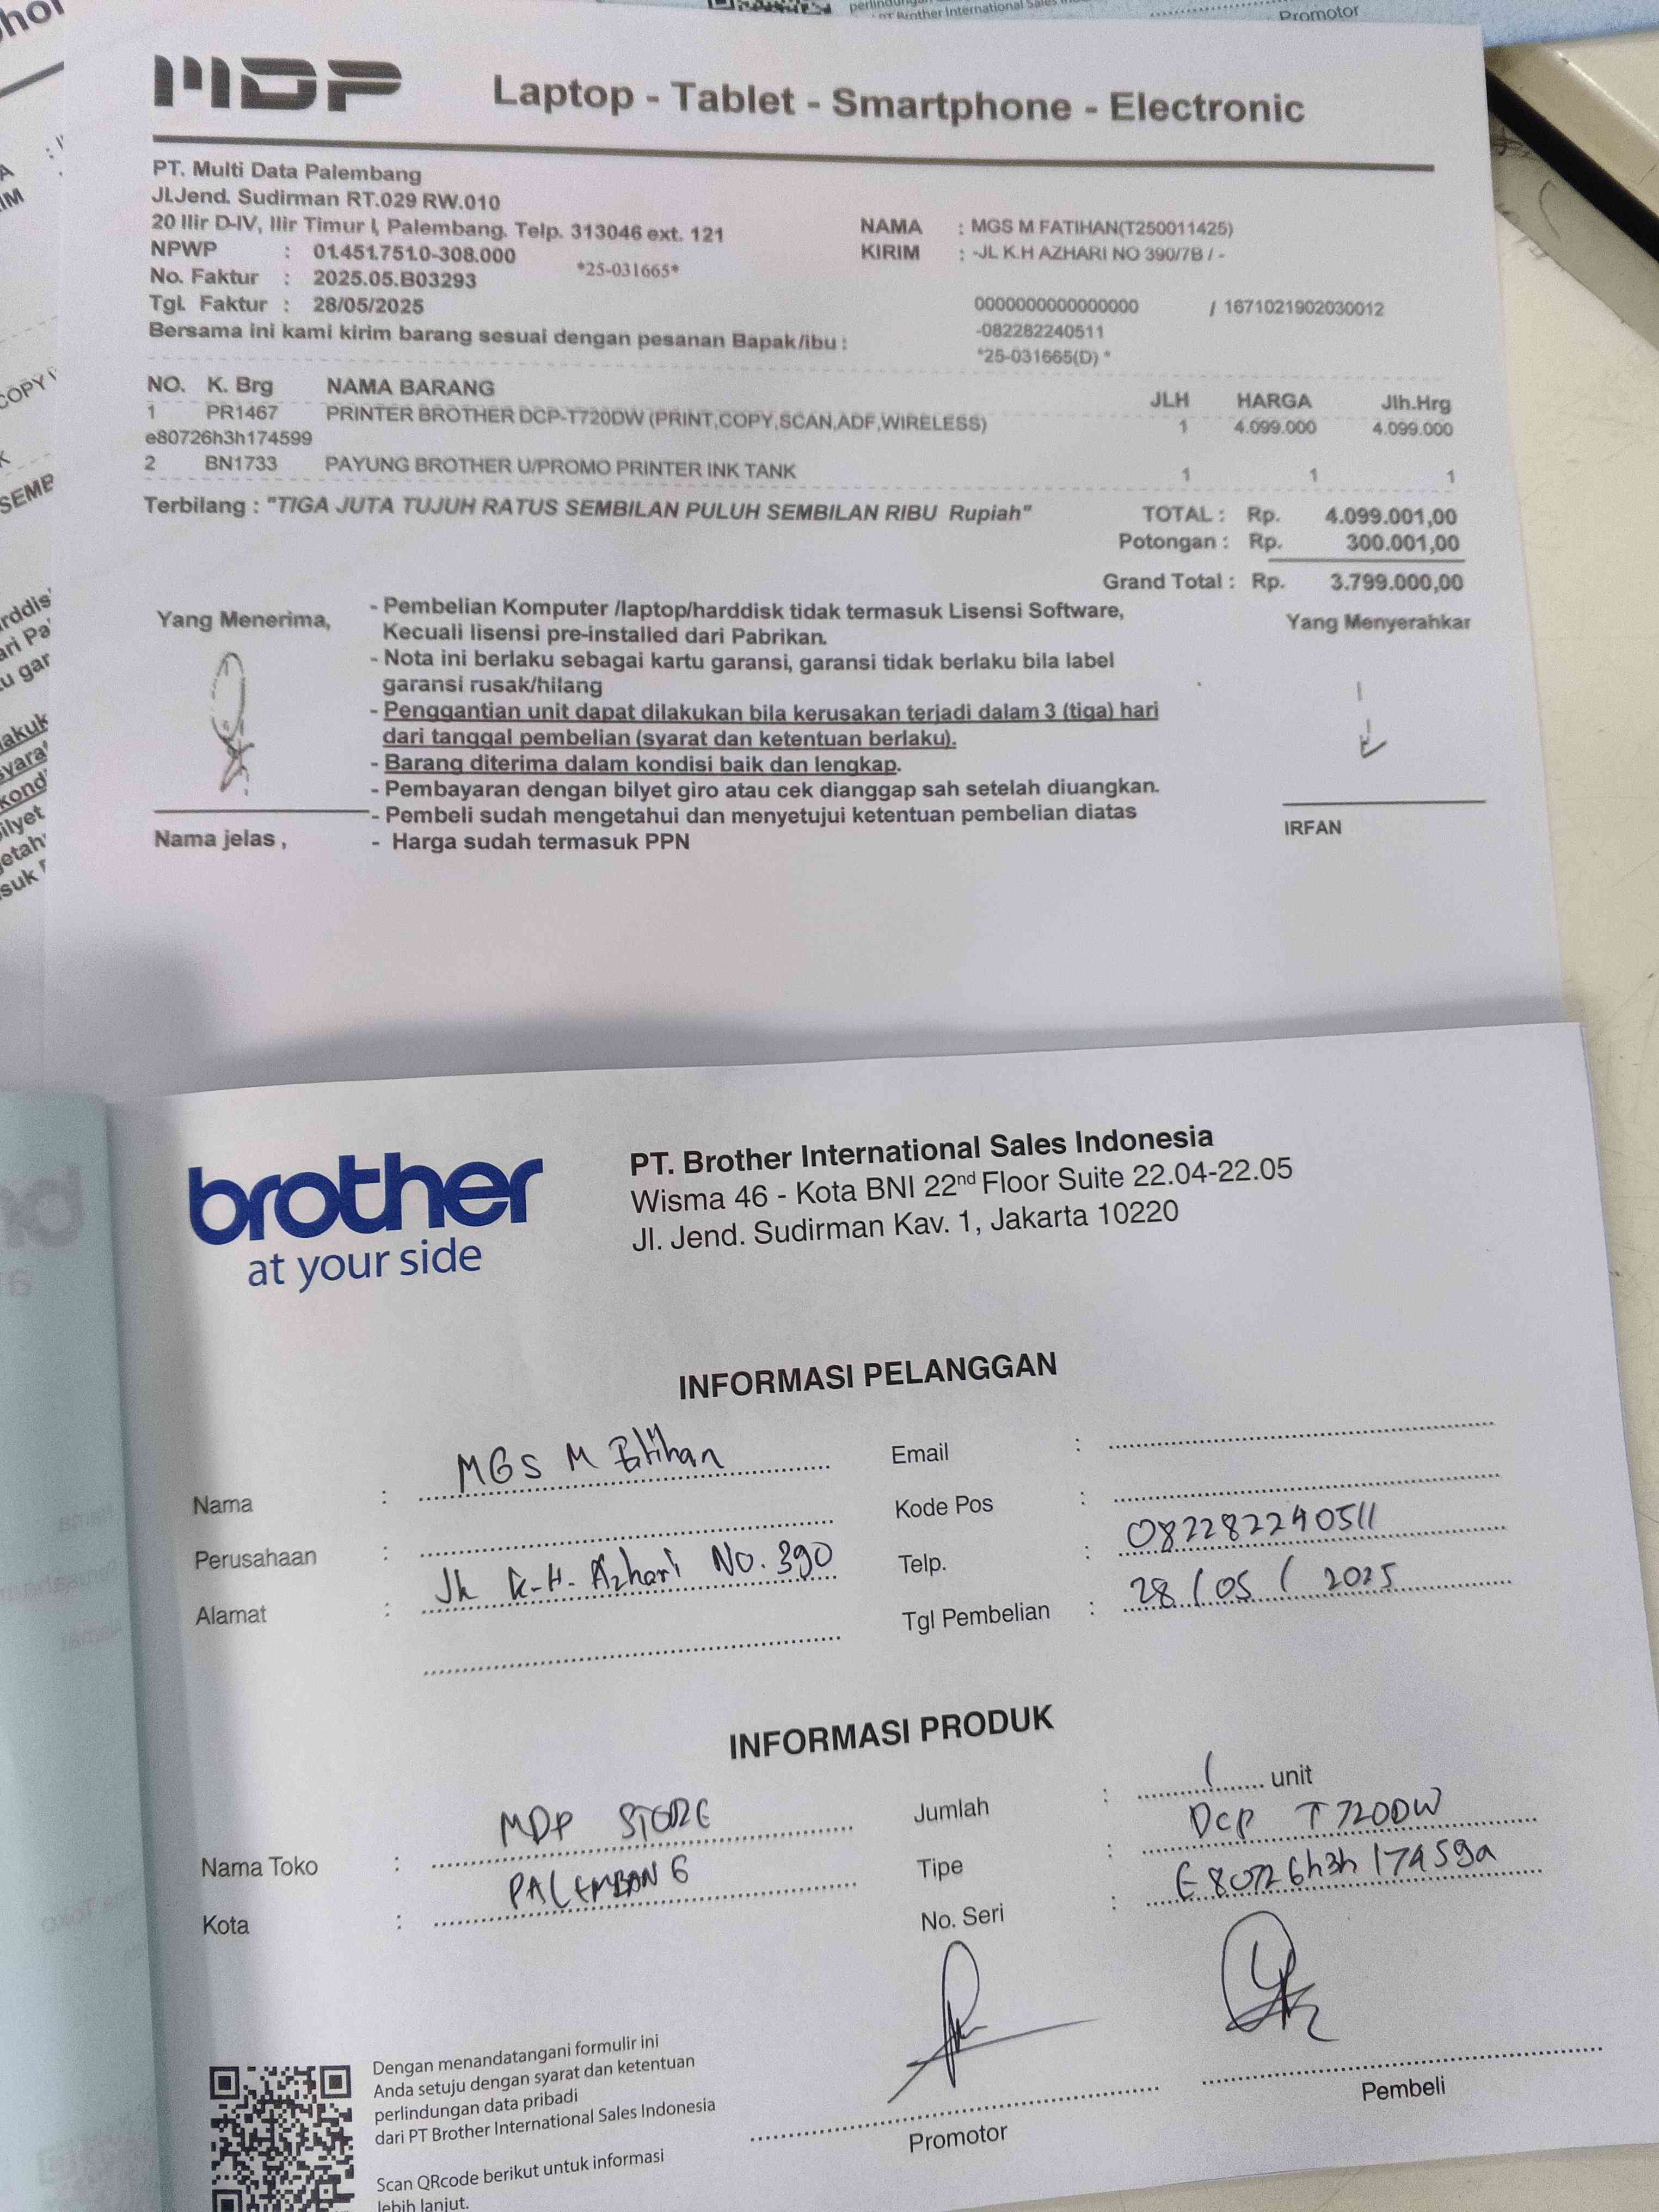 perlindungan
PT Brother International Sales
Promotor
MDP Laptop - Tablet - Smartphone - Electronic
PT. Multi Data Palembang
Jl.Jend. Sudirman RT.029 RW.010
20 Ilir D-IV, Ilir Timur I, Palembang. Telp. 313046 ext. 121
NPWP : 01.451.751.0-308.000
*25-031665*
No. Faktur : 2025.05.B03293
Tgl. Faktur : 28/05/2025
Bersama ini kami kirim barang sesuai dengan pesanan Bapak/ibu :
NAMA : MGS M FATIHAN(T250011425)
KIRIM : -JL K.H AZHARI NO 390/7B / -
0000000000000000 / 1671021902030012
-082282240511
*25-031665(D) *
NO. K. Brg NAMA BARANG JLH HARGA Jlh.Hrg
1 PR1467 PRINTER BROTHER DCP-T720DW (PRINT,COPY,SCAN,ADF,WIRELESS) 1 4.099.000 4.099.000
e80726h3h174599
2 BN1733 PAYUNG BROTHER U/PROMO PRINTER INK TANK 1 1 1
Terbilang : "TIGA JUTA TUJUH RATUS SEMBILAN PULUH SEMBILAN RIBU Rupiah"
TOTAL : Rp. 4.099.001,00
Potongan : Rp. 300.001,00
Grand Total : Rp. 3.799.000,00
Yang Menerima,
- Pembelian Komputer /laptop/harddisk tidak termasuk Lisensi Software,
Kecuali lisensi pre-installed dari Pabrikan.
- Nota ini berlaku sebagai kartu garansi, garansi tidak berlaku bila label
garansi rusak/hilang
- Penggantian unit dapat dilakukan bila kerusakan terjadi dalam 3 (tiga) hari
dari tanggal pembelian (syarat dan ketentuan berlaku).
- Barang diterima dalam kondisi baik dan lengkap.
- Pembayaran dengan bilyet giro atau cek dianggap sah setelah diuangkan.
- Pembeli sudah mengetahui dan menyetujui ketentuan pembelian diatas
- Harga sudah termasuk PPN
Nama jelas ,
Yang Menyerahkar
IRFAN
brother
at your side
PT. Brother International Sales Indonesia
Wisma 46 - Kota BNI 22nd Floor Suite 22.04-22.05
Jl. Jend. Sudirman Kav. 1, Jakarta 10220
INFORMASI PELANGGAN
Nama : MGS M Fatihan
Perusahaan :
Alamat : Jl. K.H. Azhari No. 390
Email :
Kode Pos :
Telp. : 082282240511
Tgl Pembelian : 28/05/2025
INFORMASI PRODUK
Nama Toko : MDP STORE
Kota : PALEMBANG
Jumlah : 1 unit
Tipe : DCP T720DW
No. Seri : E80726h3h174599
Dengan menandatangani formulir ini
Anda setuju dengan syarat dan ketentuan
perlindungan data pribadi
dari PT Brother International Sales Indonesia
Scan QRcode berikut untuk informasi
lebih lanjut.
Promotor
Pembeli